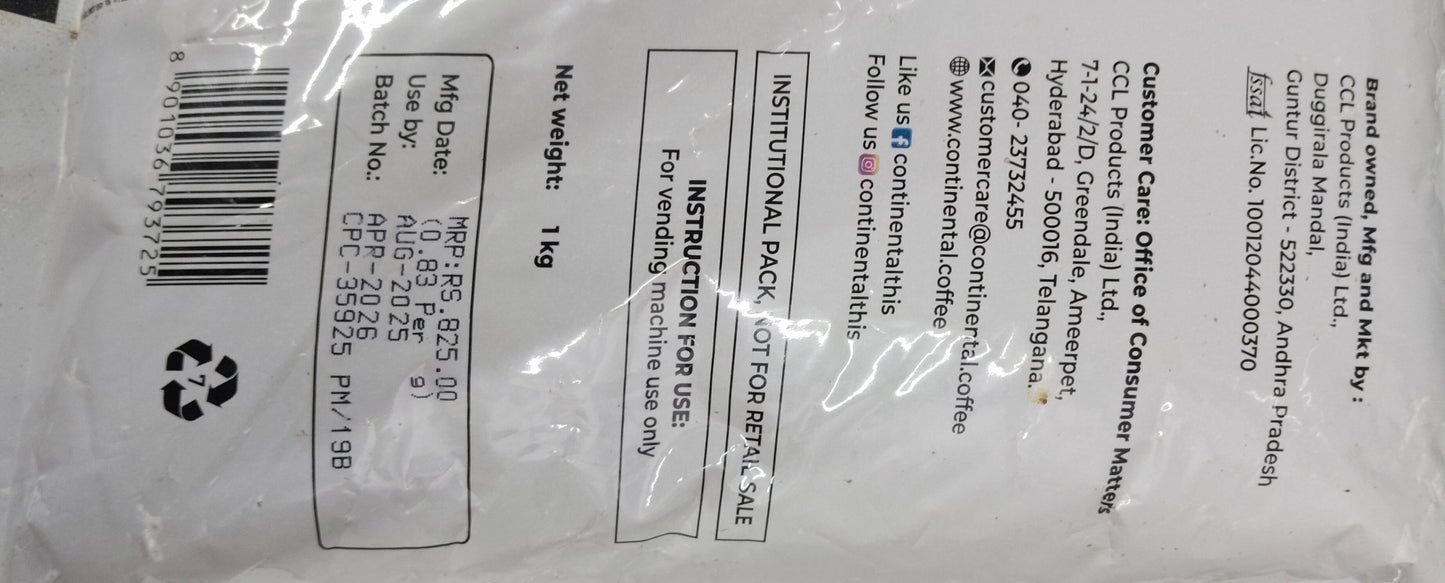 Brand owned, Mfg and Mkt by :
CCL Products (India) Ltd.,
Duggirala Mandal,
Guntur District - 522330, Andhra Pradesh
fssai Lic.No. 10012044000370
Customer Care: Office of Consumer Matters
CCL Products (India) Ltd.,
7-1-24/2/D, Greendale, Ameerpet,
Hyderabad - 500016, Telangana.
040- 23732455
customercare@continental.coffee
www.continental.coffee
Like us continentalthis
Follow us continentalthis
INSTITUTIONAL PACK, NOT FOR RETAIL SALE
INSTRUCTION FOR USE:
For vending machine use only
Net weight: 1 kg
MRP:RS.825.00
(0.83 Per g)
Mfg Date: AUG-2025
Use by: APR-2026
Batch No.: CPC-35925 PM/19B
8 901036 793725
7